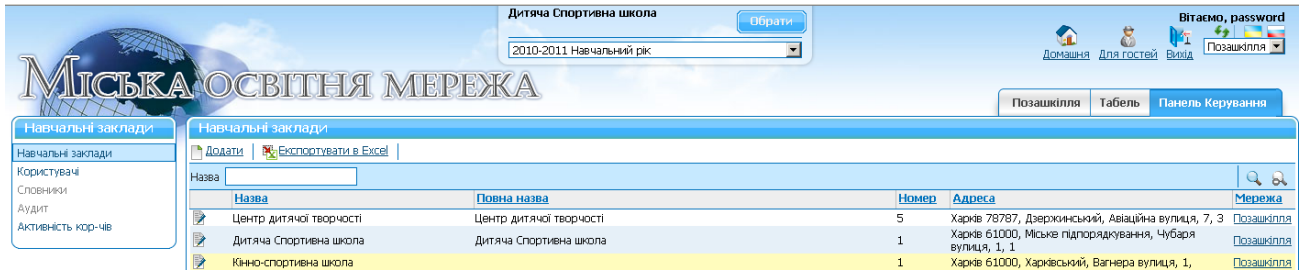 Дитяча Спортивна школа
Обрати
Вітаємо, password
2010-2011 Навчальний рік
Домашня Для гостей Вихід Позашкілля
МІСЬКА ОСВІТНЯ МЕРЕЖА
Позашкілля Табель Панель Керування
Навчальні заклади
Навчальні заклади
Користувачі
Словники
Аудит
Активність кор-чів
Навчальні заклади
Додати Експортувати в Excel
Назва
Назва Повна назва Номер Адреса Мережа
Центр дитячої творчості Центр дитячої творчості 5 Харків 78787, Дзержинський, Авіаційна вулиця, 7, 3 Позашкілля
Дитяча Спортивна школа Дитяча Спортивна школа 1 Харків 61000, Міське підпорядкування, Чубаря
вулиця, 1, 1 Позашкілля
Кінно-спортивна школа 1 Харків 61000, Харківський, Вагнера вулиця, 1, Позашкілля